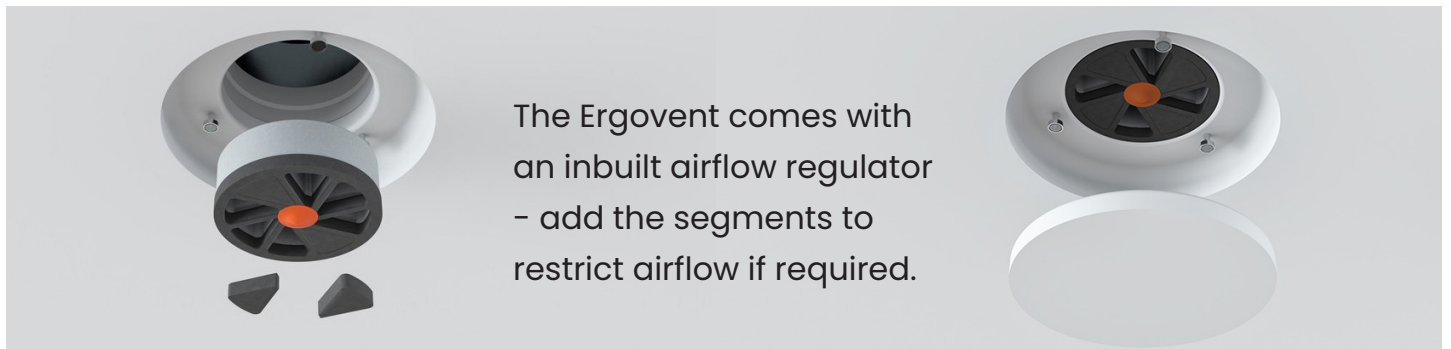 The Ergovent comes with
an inbuilt airflow regulator
- add the segments to
restrict airflow if required.